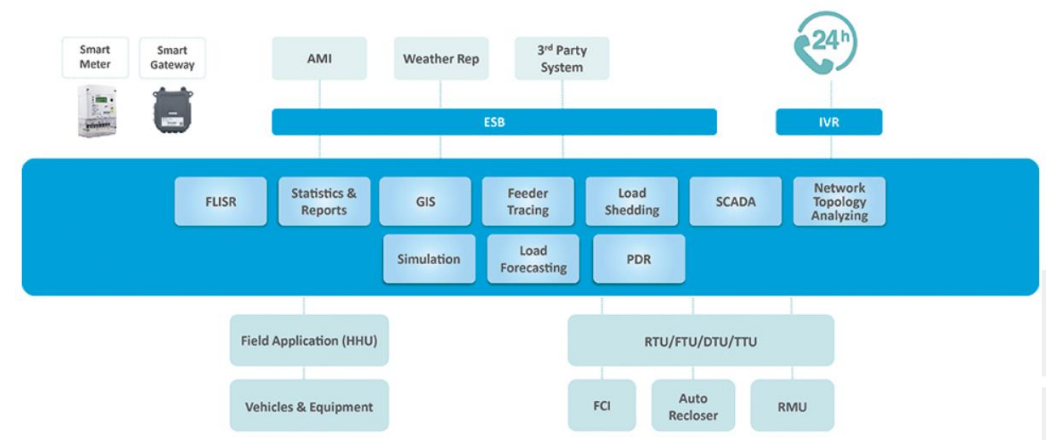 Smart
Meter
Smart
Gateway
AMI
Weather Rep
3rd Party
System
24h
ESB
IVR
FLISR
Statistics &
Reports
GIS
Feeder
Tracing
Load
Shedding
SCADA
Network
Topology
Analyzing
Simulation
Load
Forecasting
PDR
Field Application (HHU)
RTU/FTU/DTU/TTU
Vehicles & Equipment
FCI
Auto
Recloser
RMU